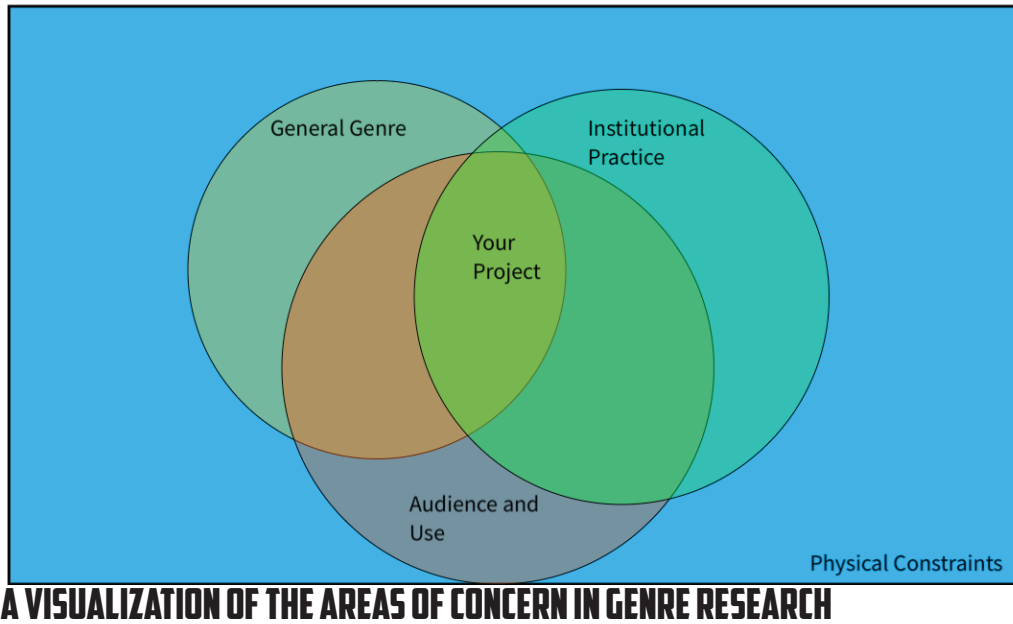 General Genre
Institutional
Practice
Your
Project
Audience and
Use
Physical Constraints
A VISUALIZATION OF THE AREAS OF CONCERN IN GENRE RESEARCH